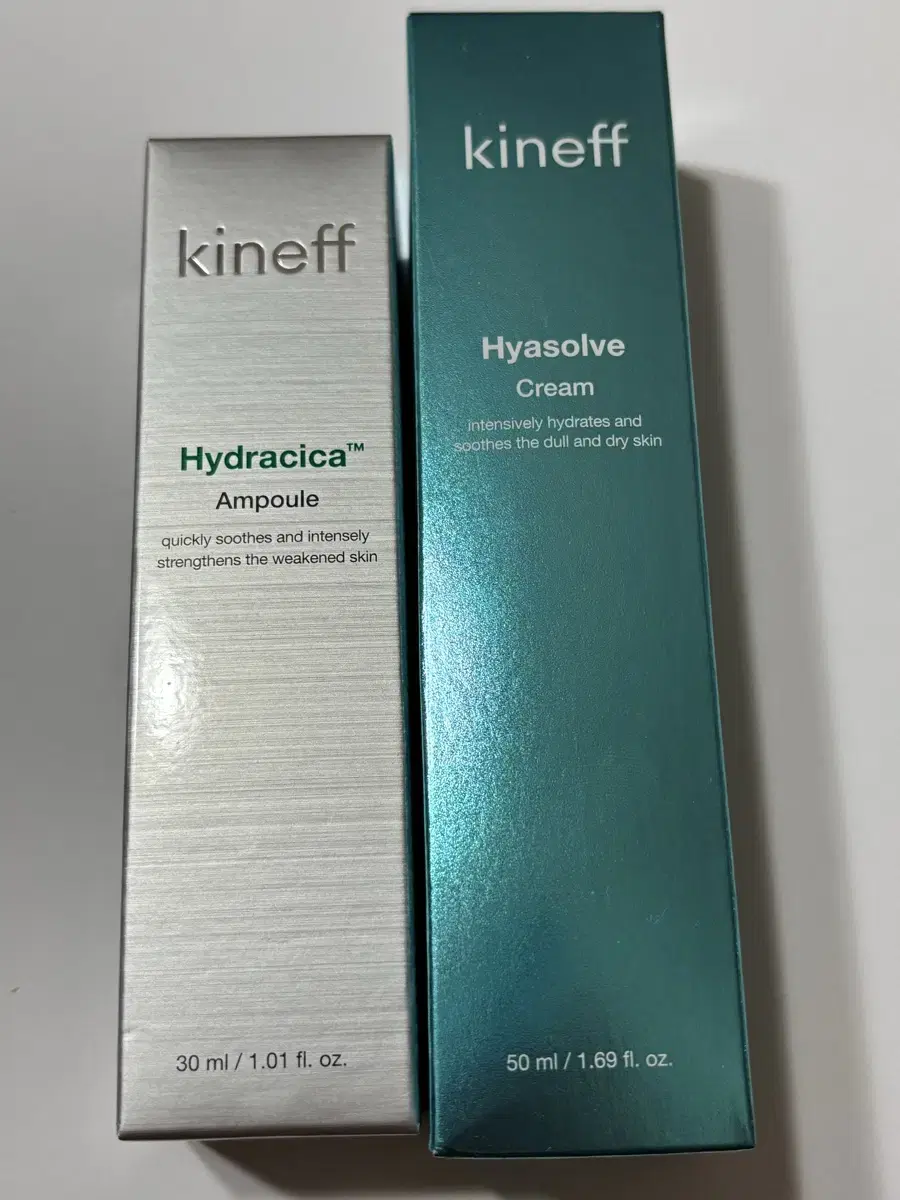 kineff
Hydracica™
Ampoule
quickly soothes and intensely
strengthens the weakened skin
30 ml / 1.01 fl. oz.
kineff
Hyasolve
Cream
intensively hydrates and
soothes the dull and dry skin
50 ml / 1.69 fl. oz.